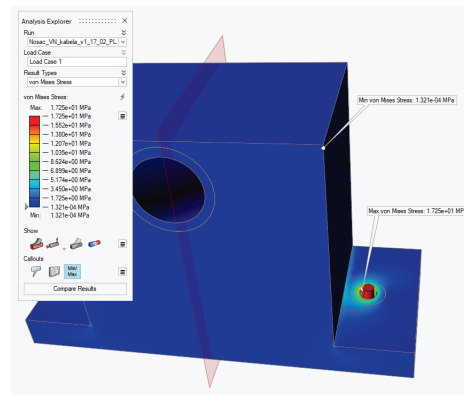 Analysis Explorer
Run
Nosac_VN_kabela_v1_17_02_PL
Load Case
Load Case 1
Result Types
von Mises Stress
von Mises Stress:
Max: 1.725e+01 MPa
1.725e+01 MPa
1.552e+01 MPa
1.380e+01 MPa
1.207e+01 MPa
1.035e+01 MPa
8.624e+00 MPa
6.899e+00 MPa
5.174e+00 MPa
3.450e+00 MPa
1.725e+00 MPa
1.321e-04 MPa
Min: 1.321e-04 MPa
Show
Callouts
Min/
Max
Compare Results
Min von Mises Stress: 1.321e-04 MPa
Max von Mises Stress: 1.725e+01 MP